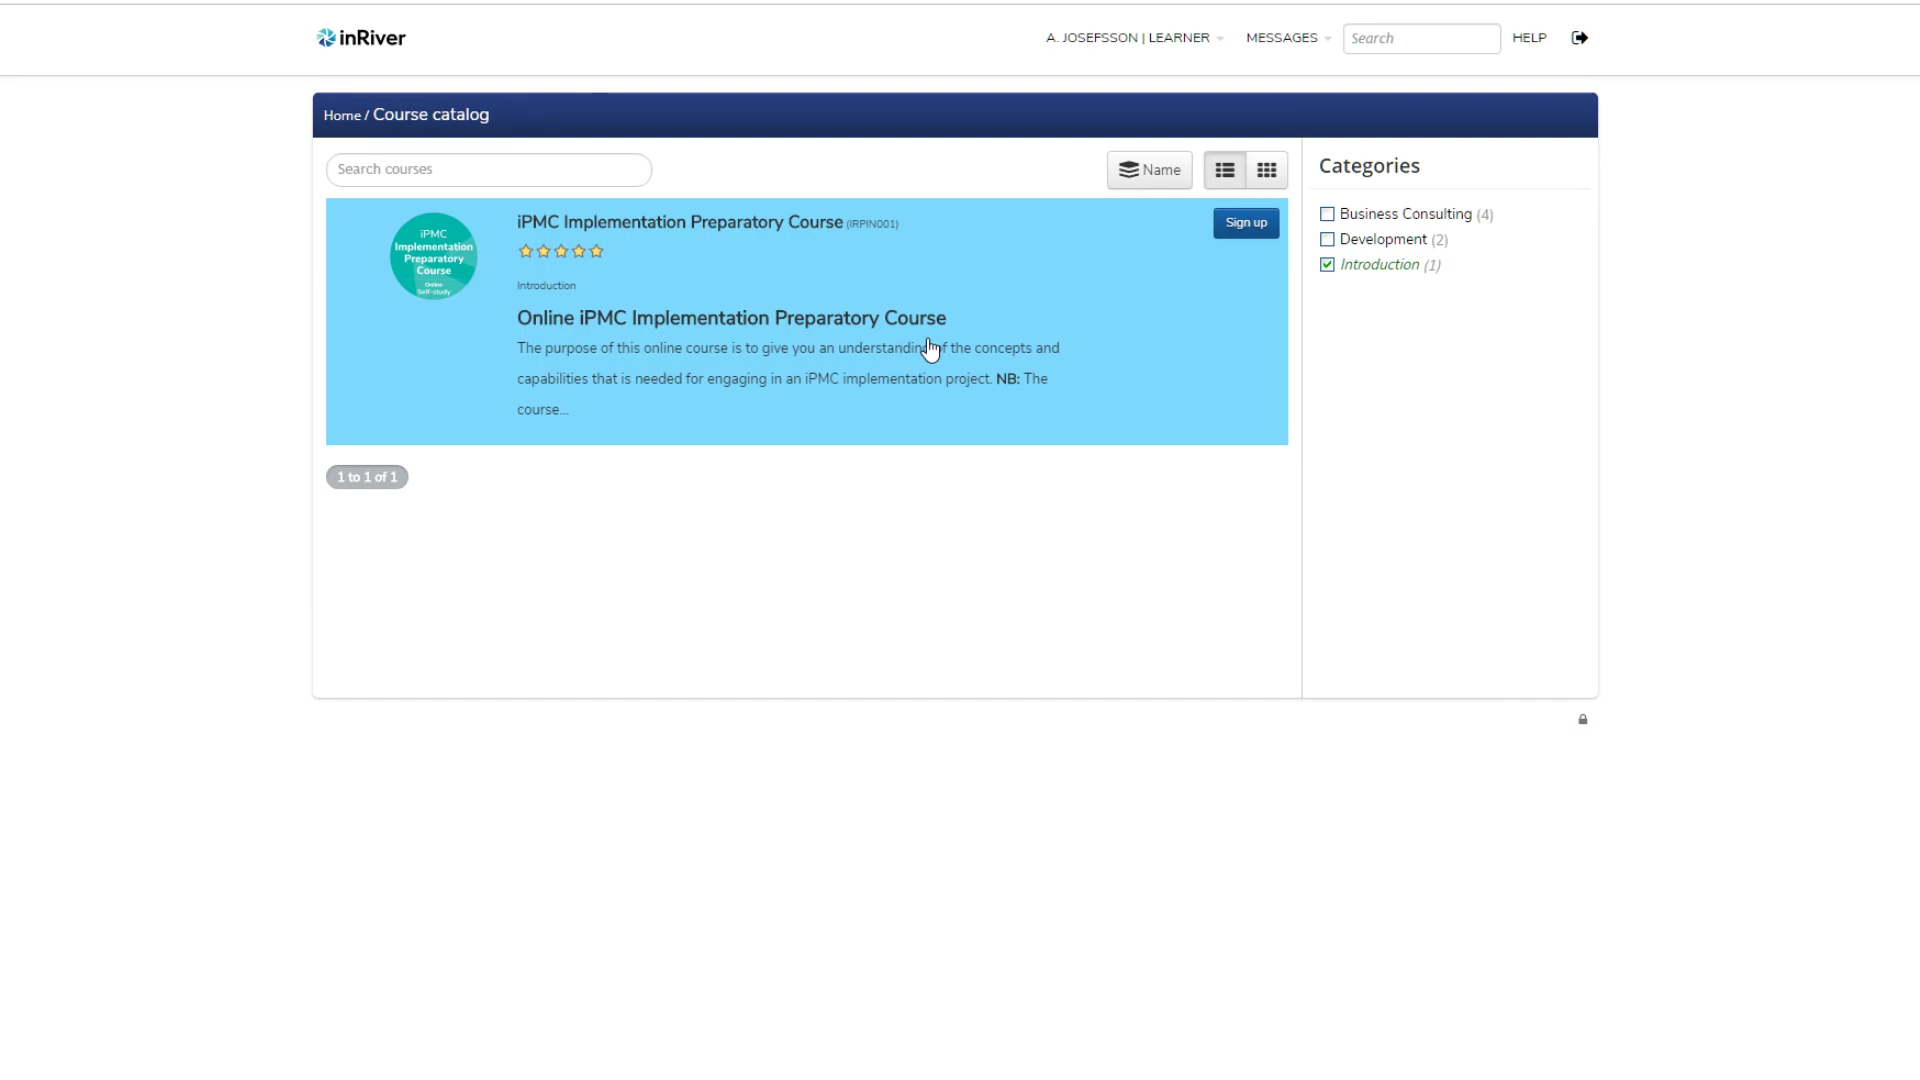 inRiver
A. JOSEFSSON | LEARNER
MESSAGES
Search
HELP
Home / Course catalog
Search courses
Name
Categories
Business Consulting (4)
Development (2)
Introduction (1)
iPMC
Implementation
Preparatory
Course
Online
Self-study
iPMC Implementation Preparatory Course (IRPIN001)
Sign up
Introduction
Online iPMC Implementation Preparatory Course
The purpose of this online course is to give you an understanding of the concepts and
capabilities that is needed for engaging in an iPMC implementation project. NB: The
course...
1 to 1 of 1